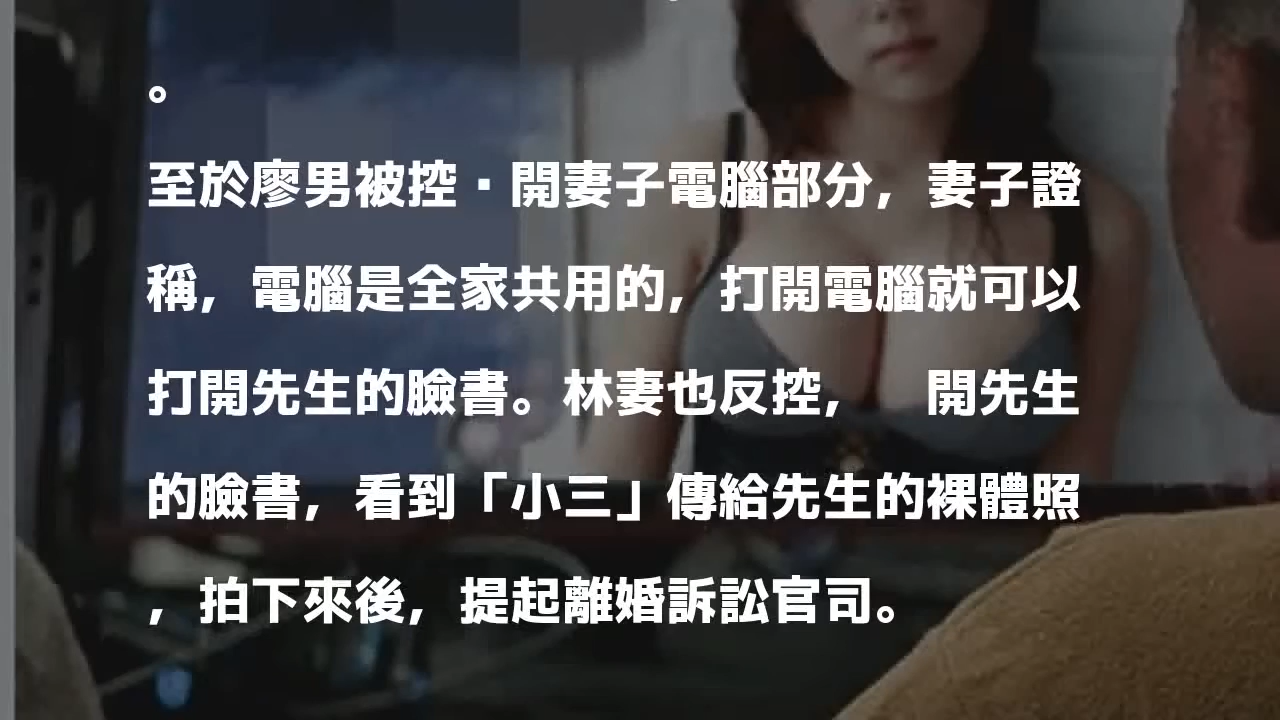 。
至於廖男被控▪開妻子電腦部分，妻子證
稱，電腦是全家共用的，打開電腦就可以
打開先生的臉書。林妻也反控，　開先生
的臉書，看到「小三」傳給先生的裸體照
，拍下來後，提起離婚訴訟官司。